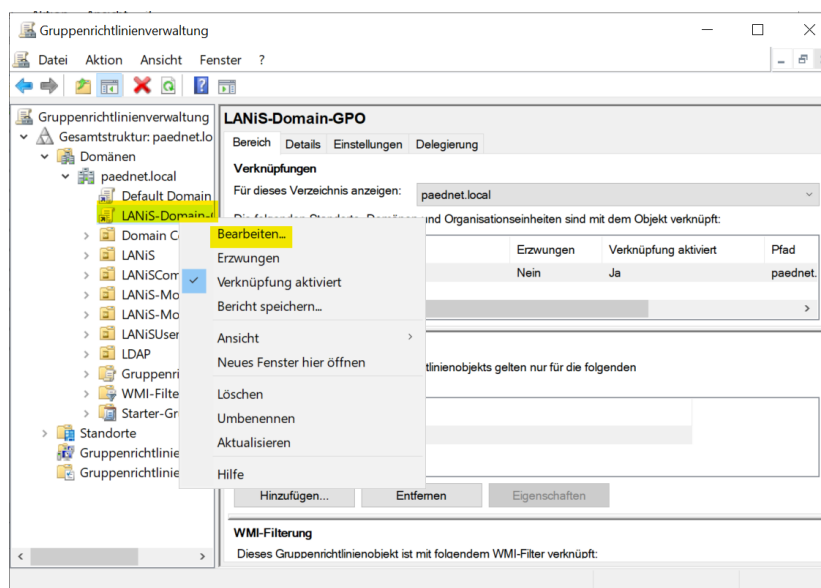 Gruppenrichtlinienverwaltung
Datei Aktion Ansicht Fenster ?
Gruppenrichtlinienverwaltung
Gesamtstruktur: paednet.lo
Domänen
paednet.local
Default Domain
LANiS-Domain-
Domain C
LANiS
LANiSCom
LANiS-Mo
LANiS-Mo
LANiSUser
LDAP
Gruppenri
WMI-Filte
Starter-Gr
Standorte
Gruppenrichtlinie
Gruppenrichtlinie
Bearbeiten...
Erzwungen
Verknüpfung aktiviert
Bericht speichern...
Ansicht
Neues Fenster hier öffnen
Löschen
Umbenennen
Aktualisieren
Hilfe
LANiS-Domain-GPO
Bereich Details Einstellungen Delegierung
Verknüpfungen
Für dieses Verzeichnis anzeigen: paednet.local
Die folgenden Standorte, Domänen und Organisationseinheiten sind mit dem Objekt verknüpft:
Erzwungen Verknüpfung aktiviert Pfad
Nein Ja paednet.
tlinienobjekts gelten nur für die folgenden
Hinzufügen... Entfernen Eigenschaften
WMI-Filterung
Dieses Gruppenrichtlinienobjekt ist mit folgendem WMI-Filter verknüpft: